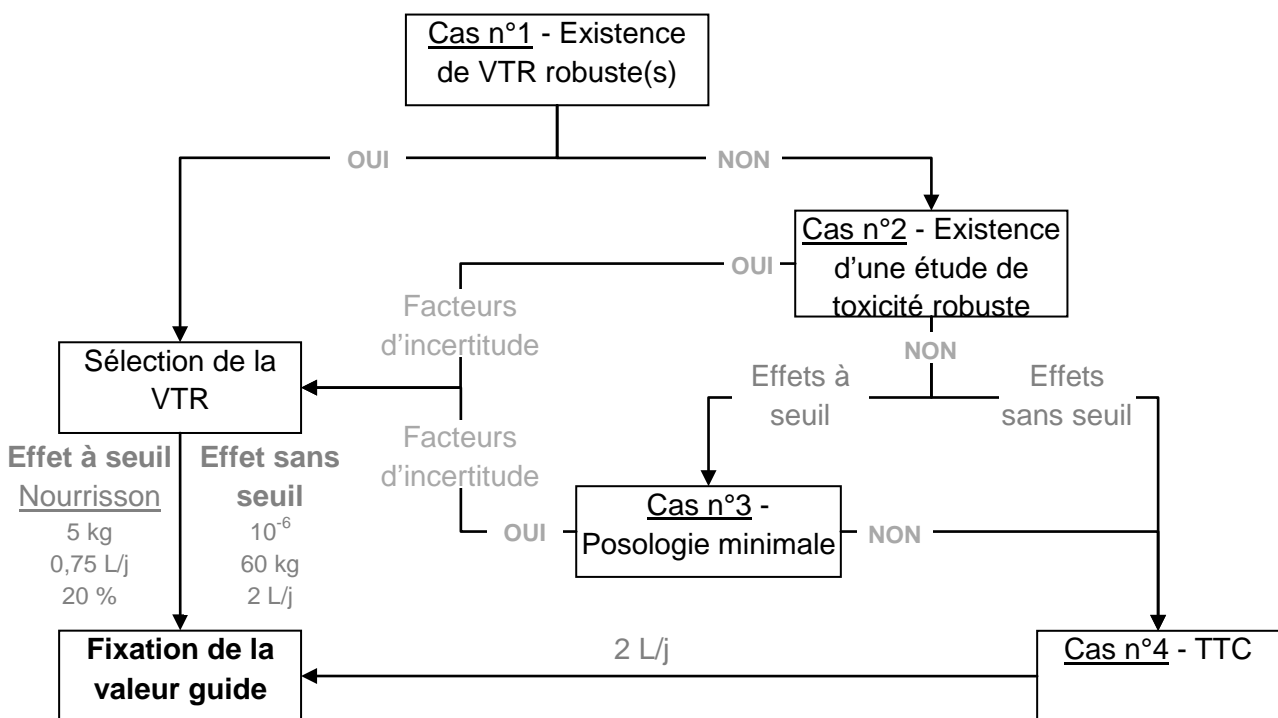 Cas n°1 - Existence
de VTR robuste(s)
OUI
NON
Cas n°2 - Existence
d'une étude de
toxicité robuste
OUI
Facteurs
d'incertitude
NON
Sélection de la
VTR
Effets à
seuil
Effets
sans seuil
Facteurs
d'incertitude
Effet à seuil
Nourrisson
5 kg
0,75 L/j
20 %
Effet sans
seuil
10-6
60 kg
2 L/j
OUI
Cas n°3 -
Posologie minimale
NON
Fixation de la
valeur guide
2 L/j
Cas n°4 - TTC